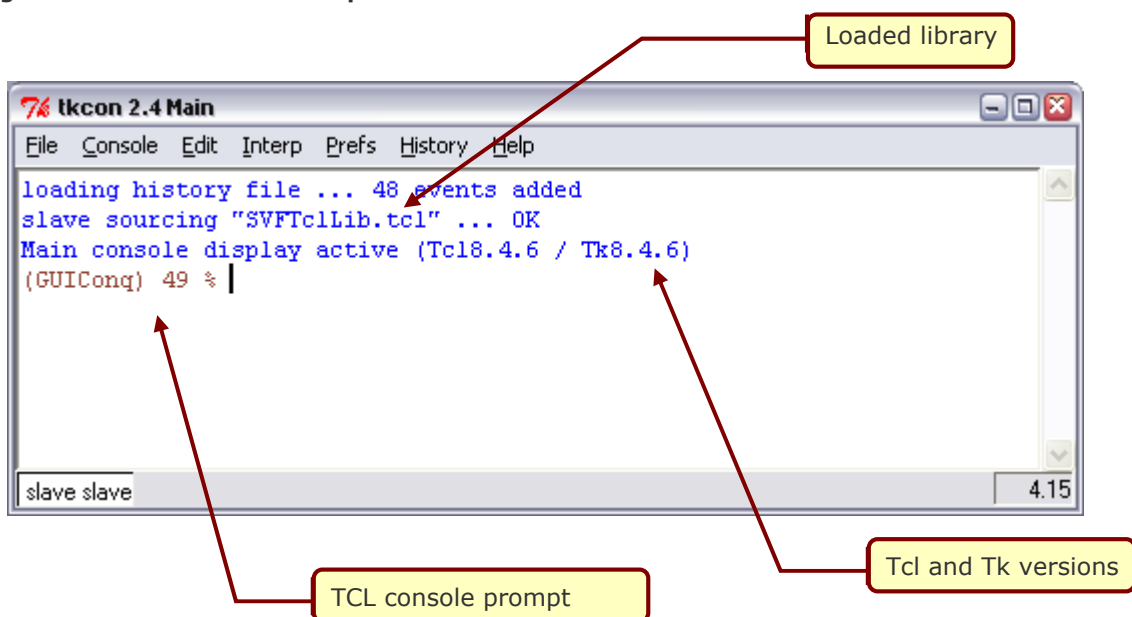 Loaded library
tkcon 2.4 Main
File Console Edit Interp Prefs History Help
loading history file ... 48 events added
slave sourcing "SVFTclLib.tcl" ... OK
Main console display active (Tcl8.4.6 / Tk8.4.6)
(GUIConq) 49 %
slave slave
4.15
Tcl and Tk versions
TCL console prompt